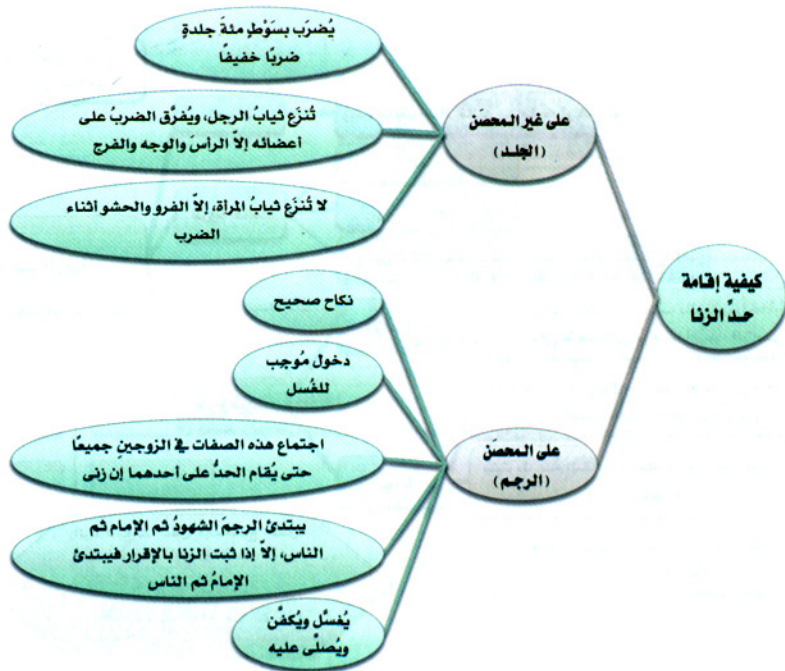 كيفية إقامة
حدِّ الزنا
على غير المحصَن
(الجلد)
يُضرَب بسَوْطٍ مئةَ جلدةٍ
ضربًا خفيفًا
تُنزَع ثيابُ الرجل، ويُفرَّق الضربُ على
أعضائه إلاّ الرأسَ والوجه والفرج
لا تُنزَع ثيابُ المرأة، إلاّ الفرو والحشو أثناء
الضرب
على المحصَن
(الرجم)
نكاح صحيح
دخول مُوجِب
للغُسل
اجتماع هذه الصفات في الزوجينِ جميعًا
حتى يُقام الحدُّ على أحدهما إن زنى
يبتدئ الرجمَ الشهودُ ثم الإمام ثم
الناس، إلاّ إذا ثبت الزنا بالإقرار فيبتدئ
الإمامُ ثم الناس
يُغسَّل ويُكفَّن
ويُصلَّى عليه